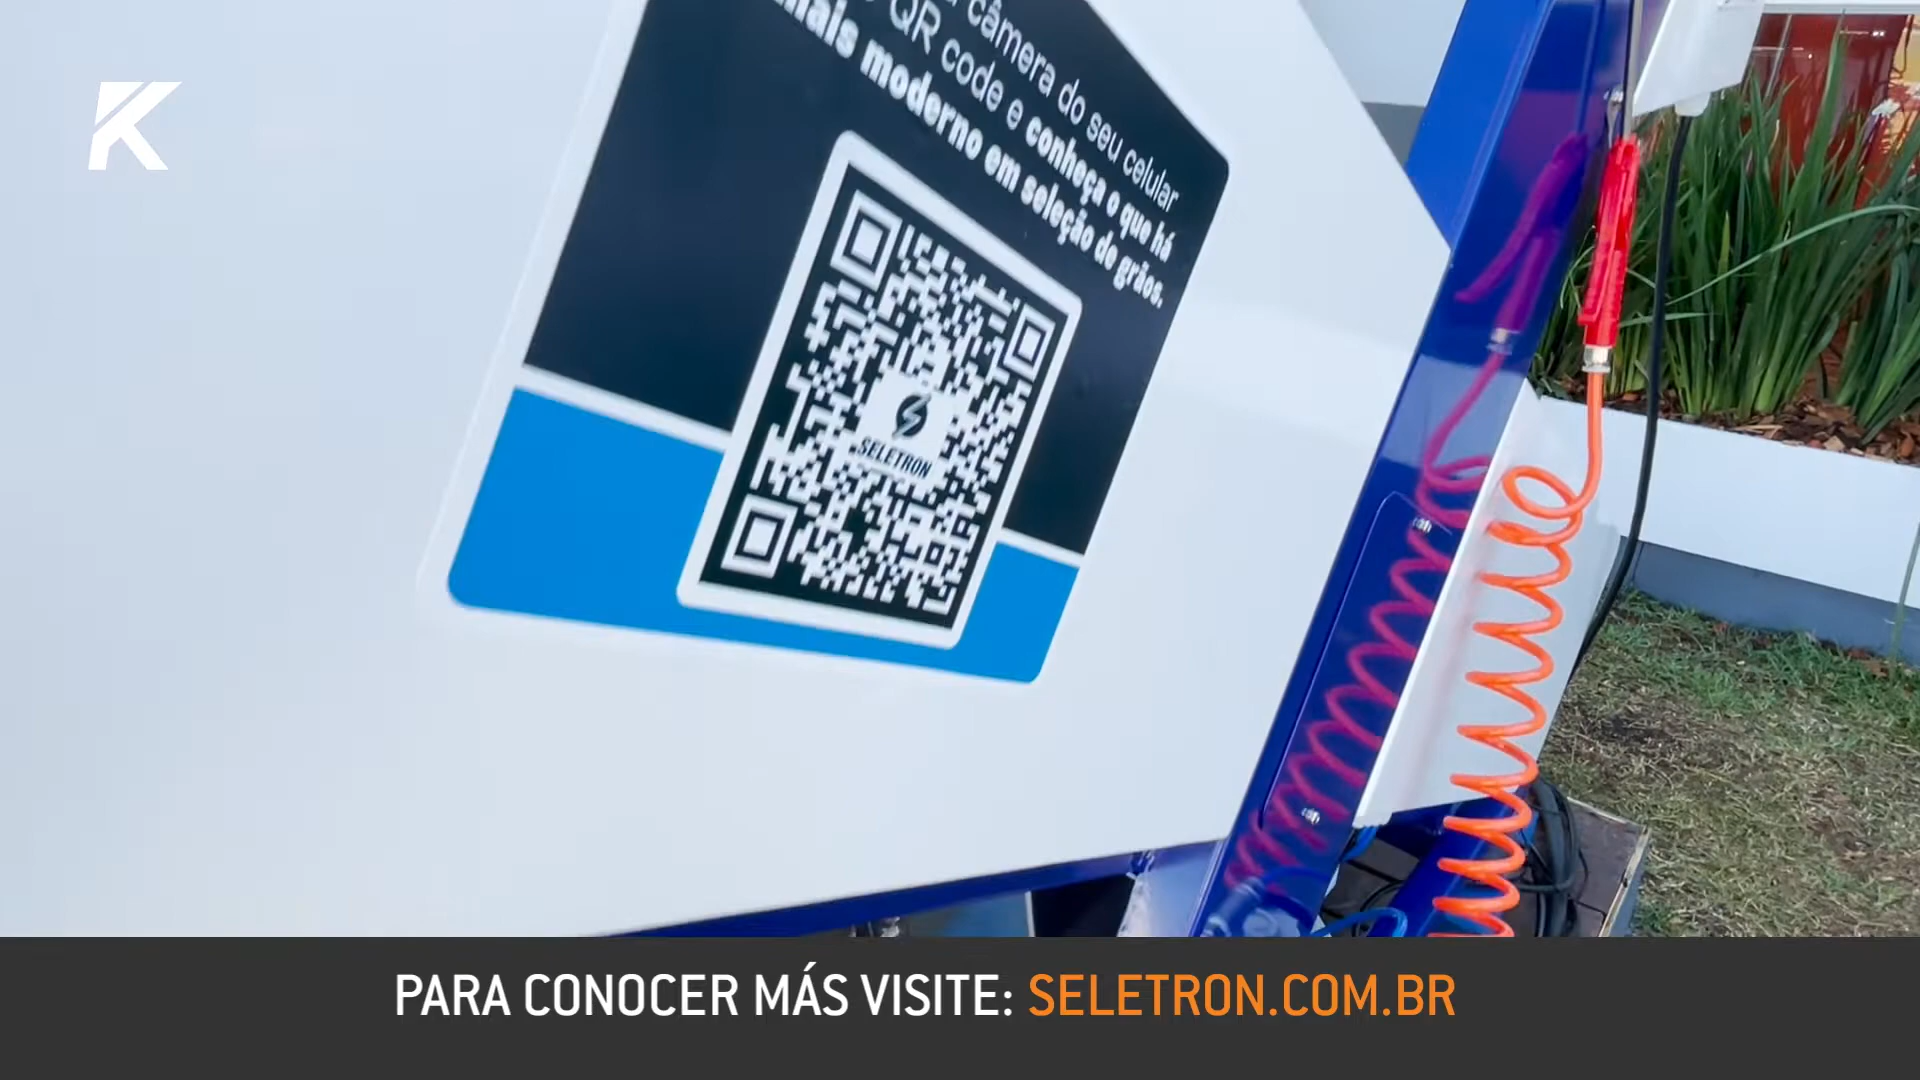 câmera do seu celular
QR code e conheça o que há
mais moderno em seleção de grãos.
SELETRON
PARA CONOCER MÁS VISITE: SELETRON.COM.BR